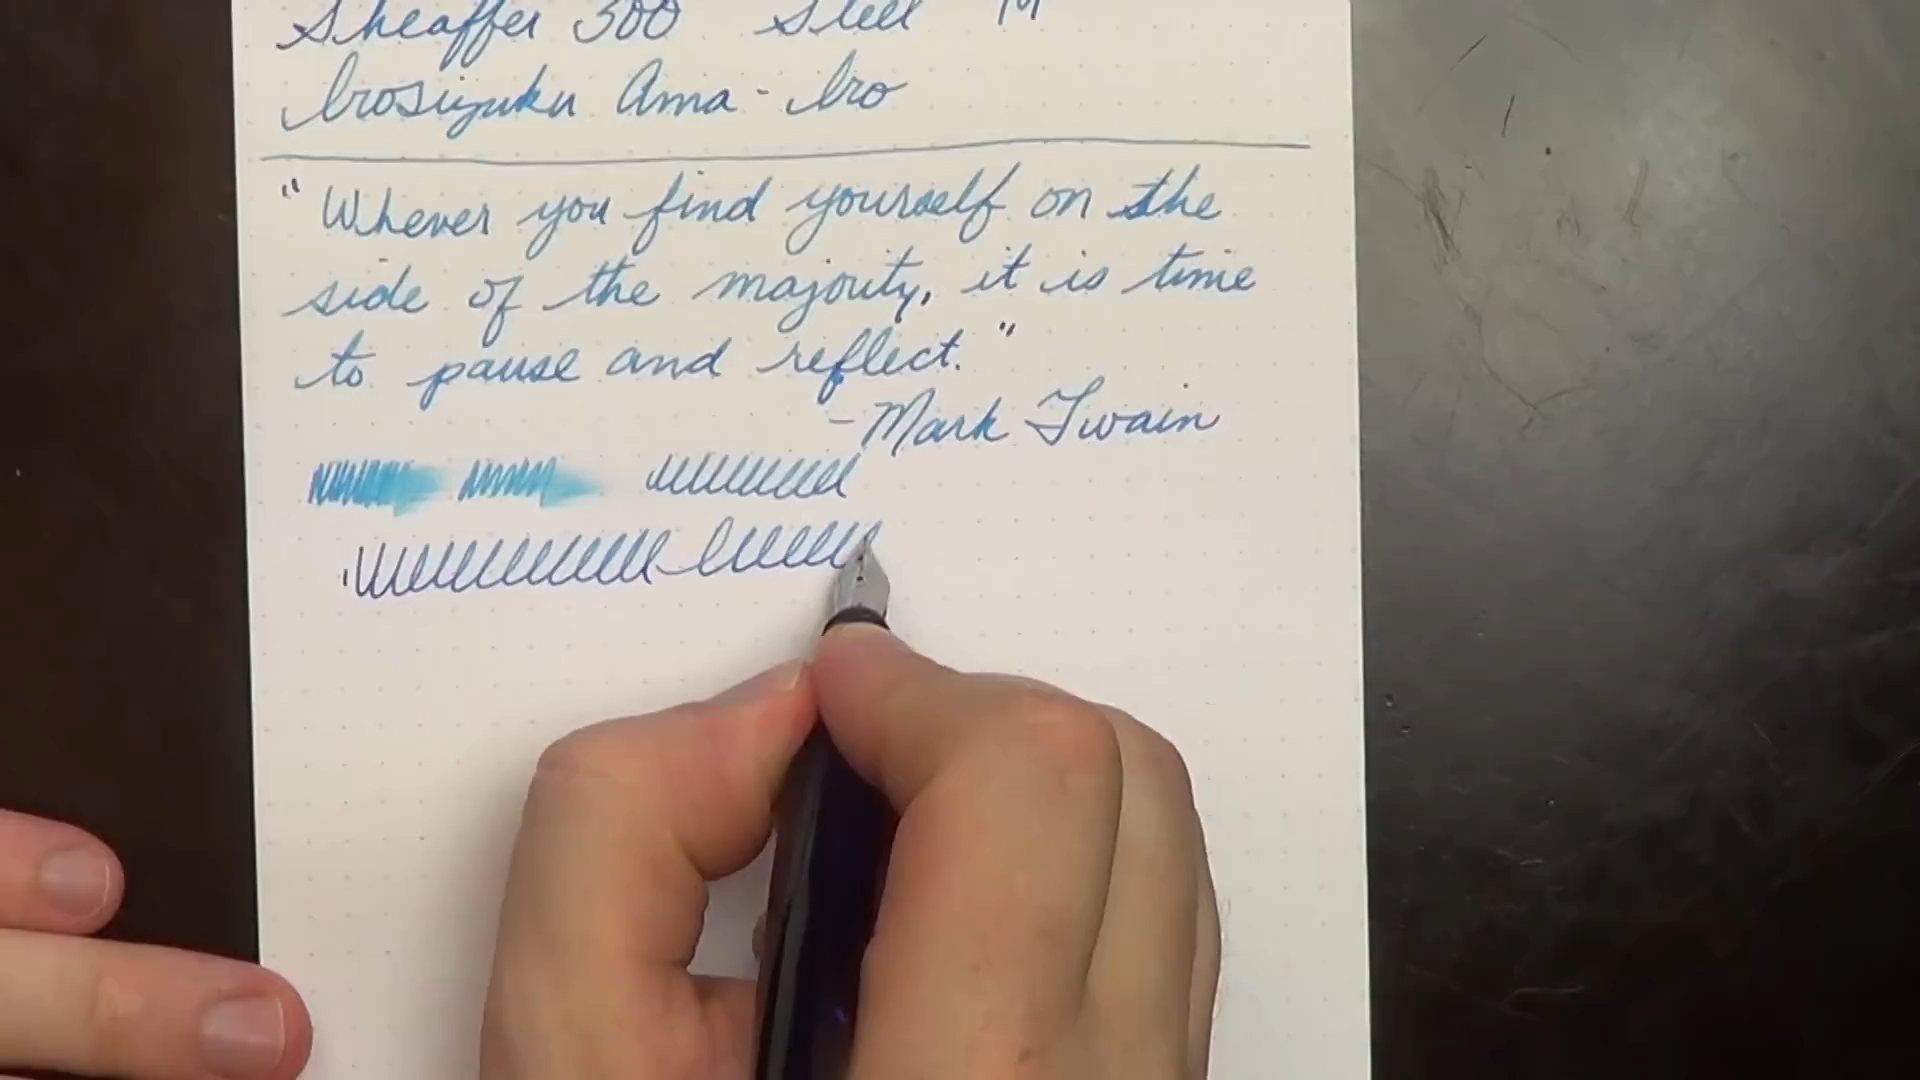 Sheaffer 300 Steel M
Irosizuku Ama-Iro
"Whever you find yourself on the
side of the majority, it is time
to pause and reflect."
-Mark Twain